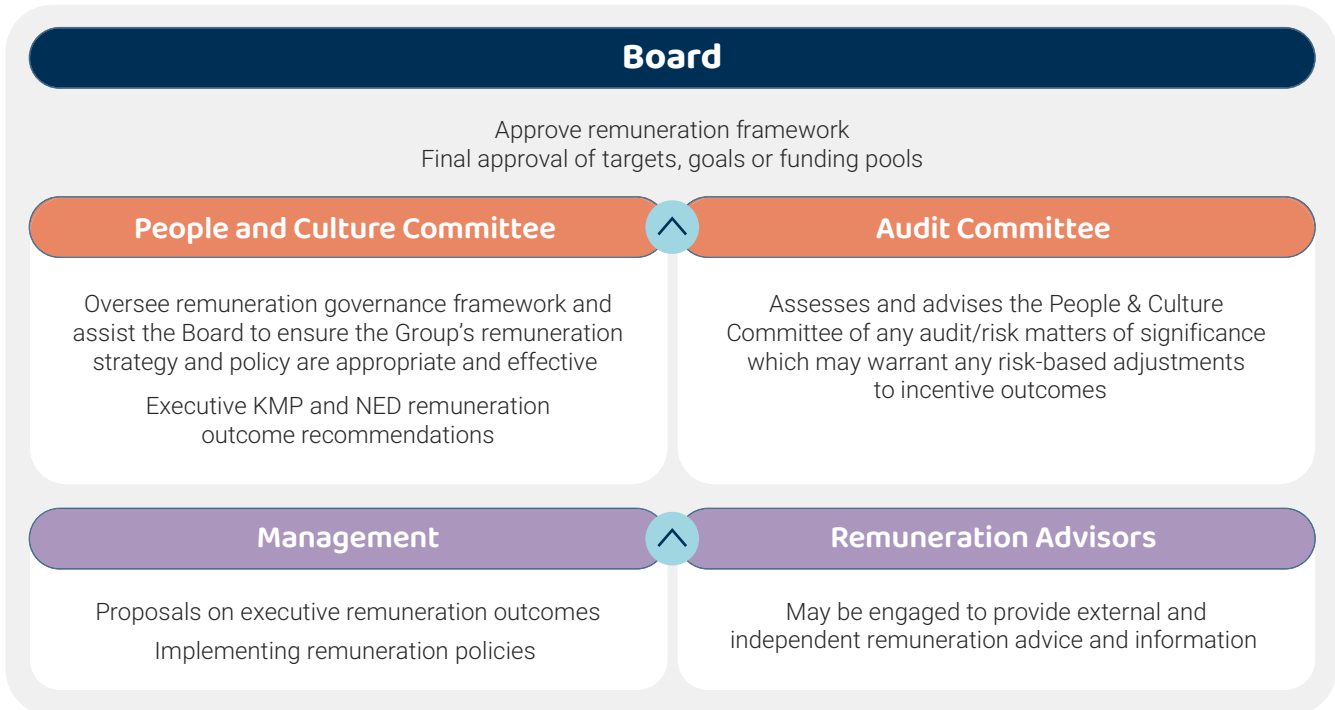 Board
Approve remuneration framework
Final approval of targets, goals or funding pools
People and Culture Committee
Oversee remuneration governance framework and
assist the Board to ensure the Group’s remuneration
strategy and policy are appropriate and effective
Executive KMP and NED remuneration
outcome recommendations
Audit Committee
Assesses and advises the People & Culture
Committee of any audit/risk matters of significance
which may warrant any risk-based adjustments
to incentive outcomes
Management
Proposals on executive remuneration outcomes
Implementing remuneration policies
Remuneration Advisors
May be engaged to provide external and
independent remuneration advice and information